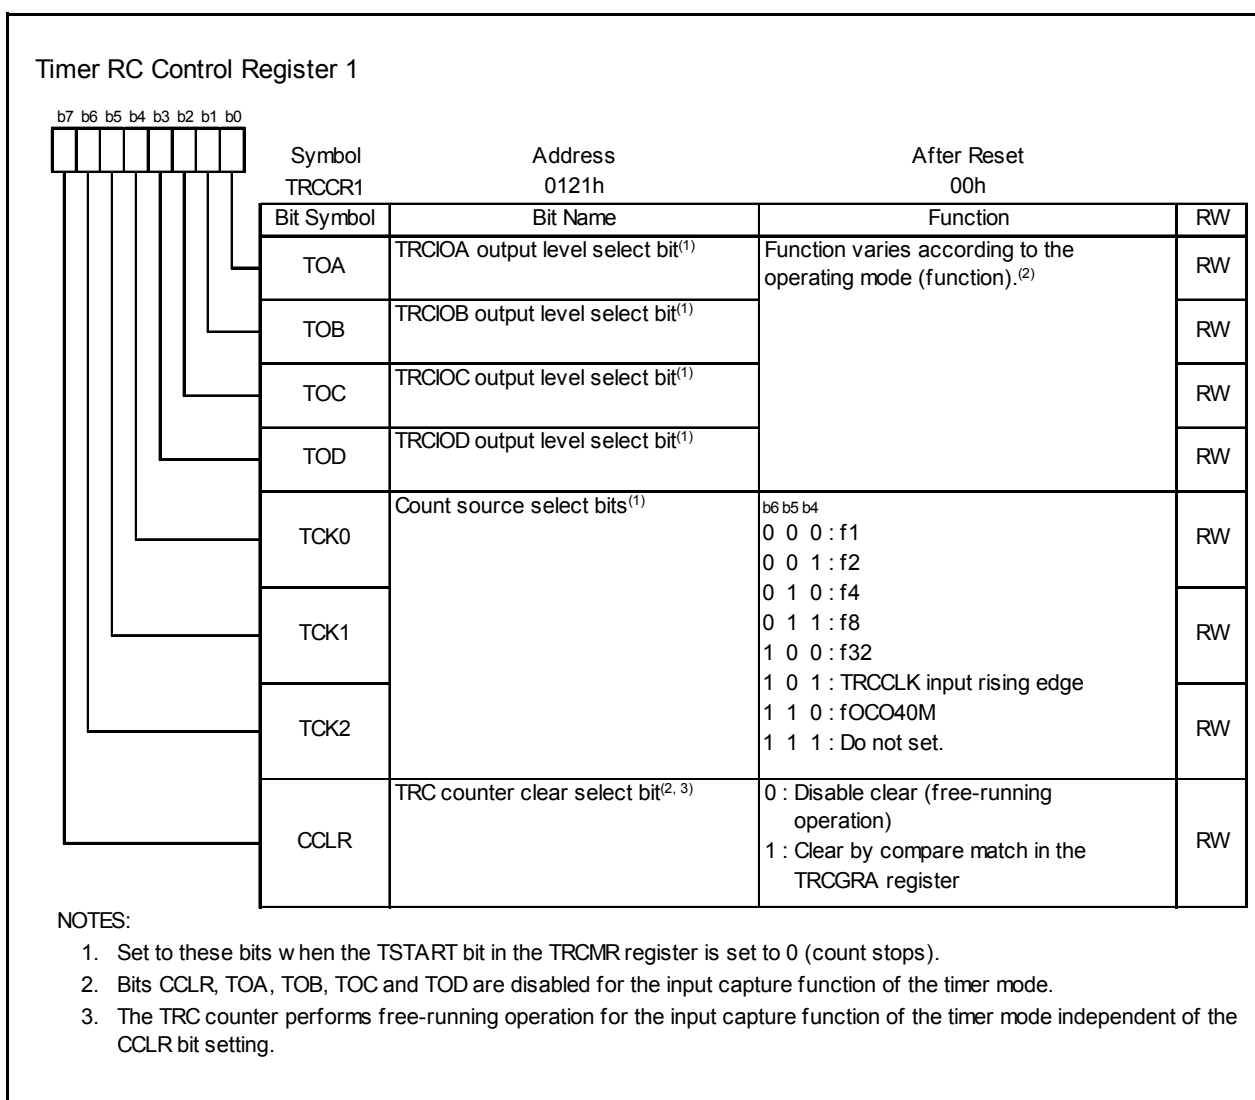 Timer RC Control Register 1
b7 b6 b5 b4 b3 b2 b1 b0
Symbol Address After Reset
TRCCR1 0121h 00h
Bit Symbol Bit Name Function RW
TOA TRCIOA output level select bit(1) Function varies according to the operating mode (function).(2) RW
TOB TRCIOB output level select bit(1) RW
TOC TRCIOC output level select bit(1) RW
TOD TRCIOD output level select bit(1) RW
TCK0 Count source select bits(1) b6 b5 b4
0 0 0 : f1 RW
0 0 1 : f2
0 1 0 : f4
TCK1 0 1 1 : f8 RW
1 0 0 : f32
1 0 1 : TRCCLK input rising edge
TCK2 1 1 0 : fOCO40M RW
1 1 1 : Do not set.
CCLR TRC counter clear select bit(2, 3) 0 : Disable clear (free-running
operation) RW
1 : Clear by compare match in the
TRCGRA register
NOTES:
1. Set to these bits when the TSTART bit in the TRCMR register is set to 0 (count stops).
2. Bits CCLR, TOA, TOB, TOC and TOD are disabled for the input capture function of the timer mode.
3. The TRC counter performs free-running operation for the input capture function of the timer mode independent of the
CCLR bit setting.